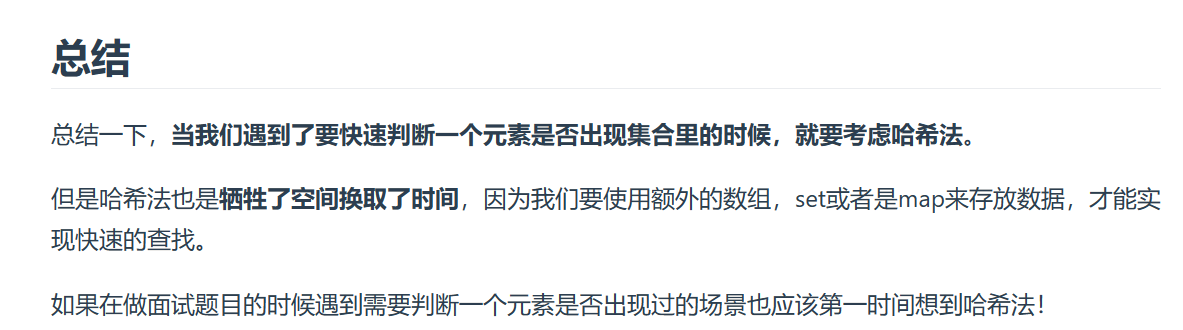 总结
总结一下，当我们遇到了要快速判断一个元素是否出现集合里的时候，就要考虑哈希法。
但是哈希法也是牺牲了空间换取了时间，因为我们要使用额外的数组，set或者是map来存放数据，才能实
现快速的查找。
如果在做面试题目的时候遇到需要判断一个元素是否出现过的场景也应该第一时间想到哈希法！